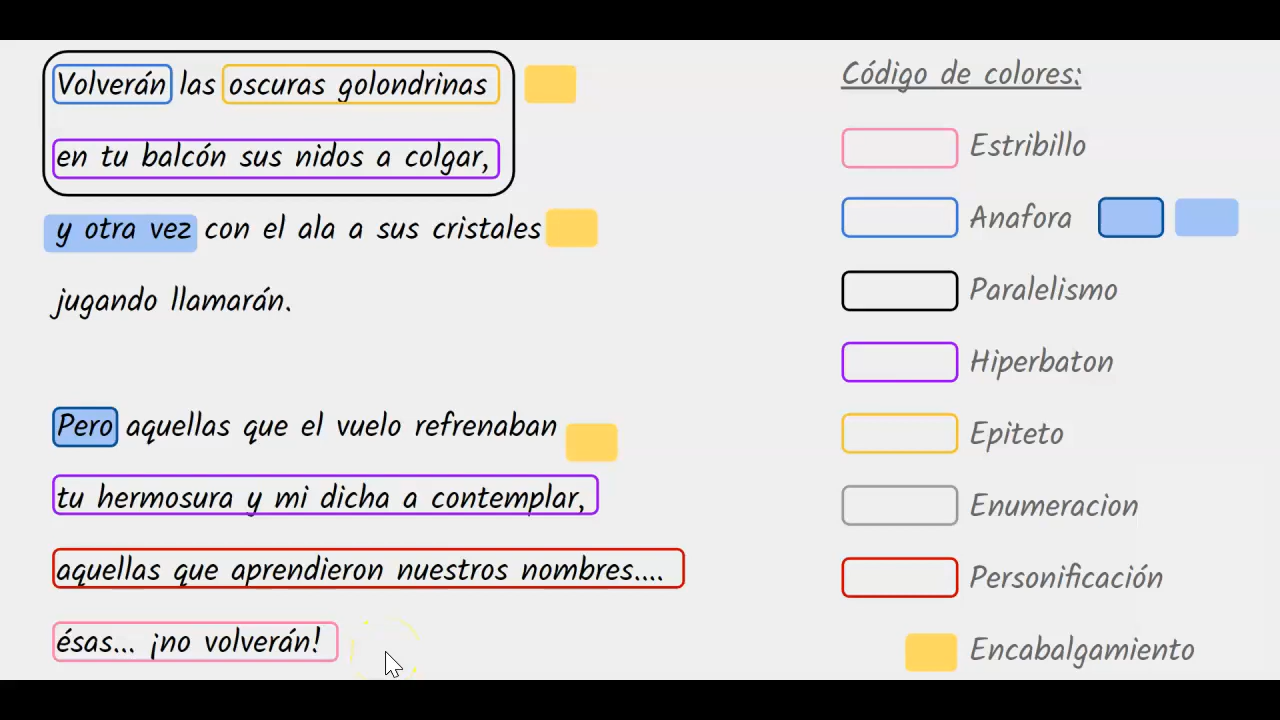 Volverán las oscuras golondrinas
en tu balcón sus nidos a colgar,
y otra vez con el ala a sus cristales
jugando llamarán.
Pero aquellas que el vuelo refrenaban
tu hermosura y mi dicha a contemplar,
aquellas que aprendieron nuestros nombres....
ésas... ¡no volverán!
Código de colores:
Estribillo
Anafora
Paralelismo
Hiperbaton
Epiteto
Enumeracion
Personificación
Encabalgamiento